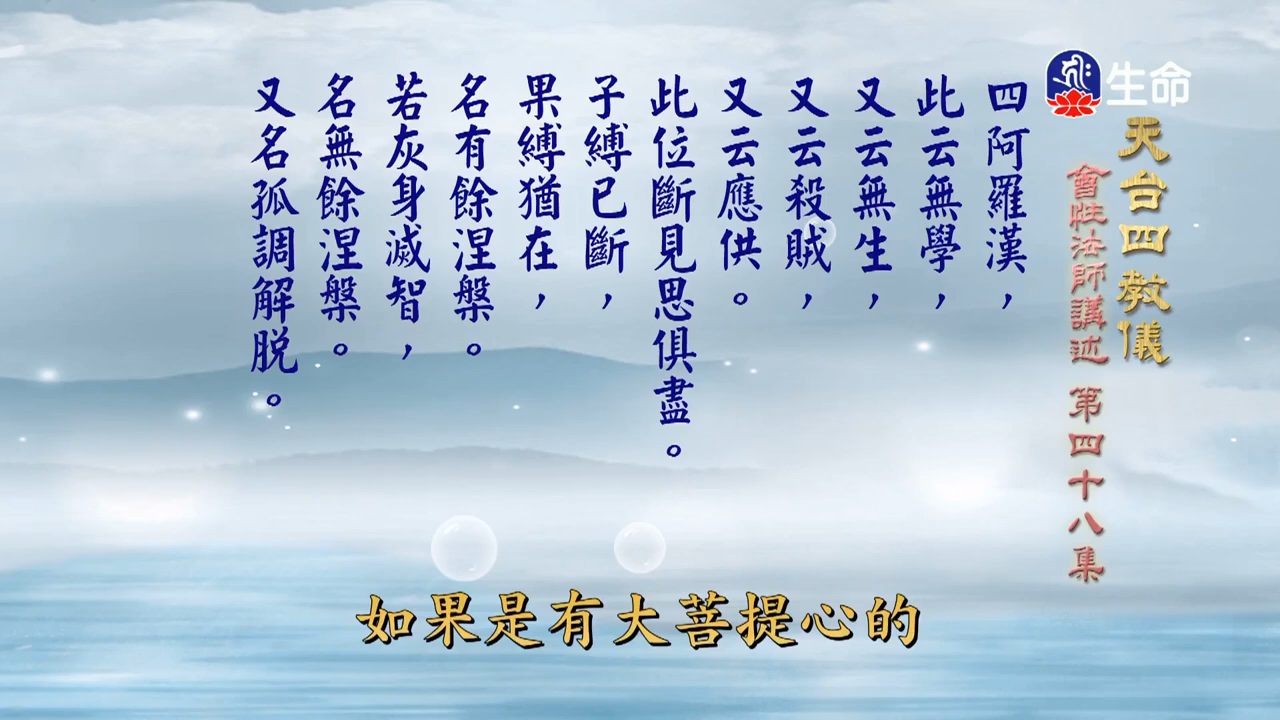 生命
天台四教儀
會性法師講述 第四十八集
四阿羅漢，
此云無學，
又云無生，
又云殺賊，
又云應供。
此位斷見思俱盡。
子縛已斷，
果縛猶在，
名有餘涅槃。
若灰身滅智，
名無餘涅槃。
又名孤調解脫。
如果是有大菩提心的